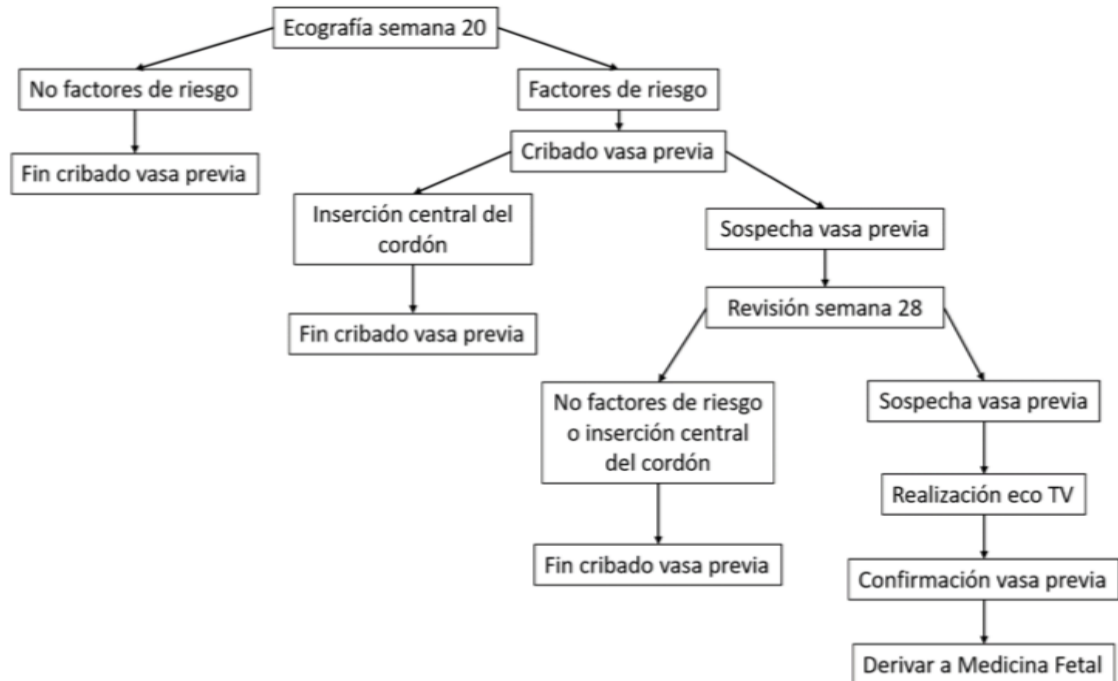 Ecografía semana 20
No factores de riesgo
Factores de riesgo
Fin cribado vasa previa
Cribado vasa previa
Inserción central del
cordón
Sospecha vasa previa
Fin cribado vasa previa
Revisión semana 28
No factores de riesgo
o inserción central
del cordón
Sospecha vasa previa
Realización eco TV
Fin cribado vasa previa
Confirmación vasa previa
Derivar a Medicina Fetal